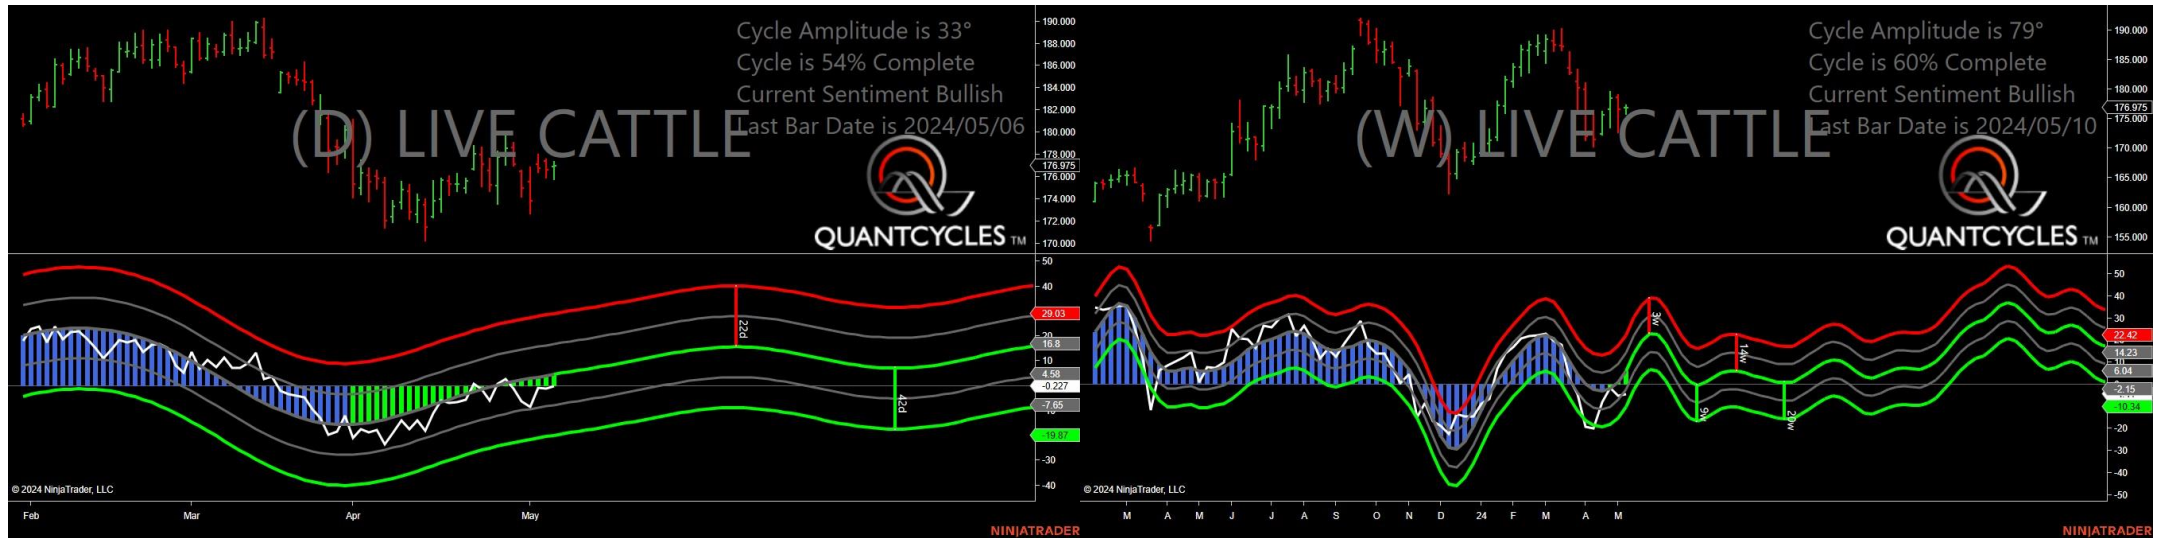 Cycle Amplitude is 33°
Cycle is 54% Complete
Current Sentiment Bullish
Last Bar Date is 2024/05/06
(D) LIVE CATTLE
QUANTCYCLES TM
190.000
188.000
186.000
184.000
182.000
180.000
178.000
176.975
176.000
174.000
172.000
170.000
50
40
29.03
20
16.8
10
4.58
-0.227
-7.65
-19.87
-30
-40
22d
42d
© 2024 NinjaTrader, LLC
Feb Mar Apr May
NINJATRADER
Cycle Amplitude is 79°
Cycle is 60% Complete
Current Sentiment Bullish
Last Bar Date is 2024/05/10
(W) LIVE CATTLE
QUANTCYCLES TM
190.000
185.000
180.000
176.975
175.000
170.000
165.000
160.000
155.000
50
40
30
22.42
14.23
6.04
-2.15
-10.34
-20
-30
-40
-50
3w
14w
9w
20w
© 2024 NinjaTrader, LLC
M A M J J A S O N D 24 F M A M
NINJATRADER